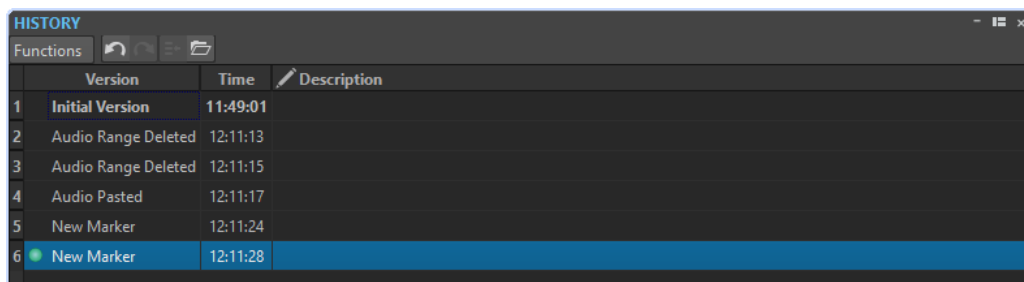 HISTORY
Functions
Version Time Description
1 Initial Version 11:49:01
2 Audio Range Deleted 12:11:13
3 Audio Range Deleted 12:11:15
4 Audio Pasted 12:11:17
5 New Marker 12:11:24
6 New Marker 12:11:28